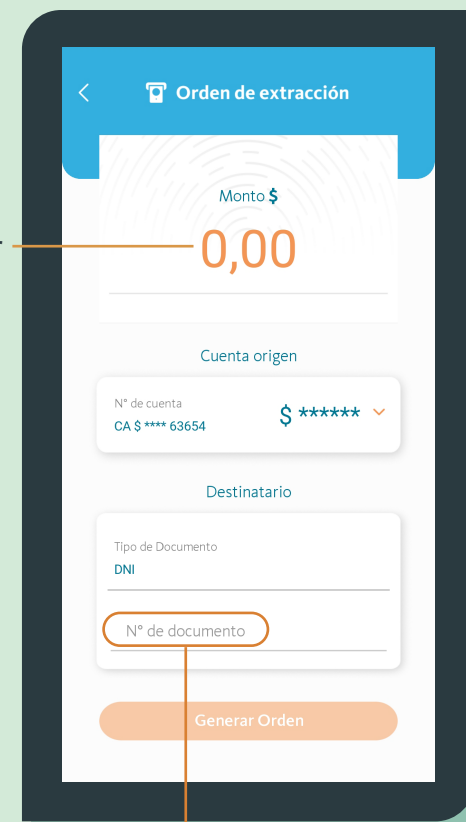 Orden de extracción
Monto $
0,00
Cuenta origen
N° de cuenta
CA $ **** 63654
$ ******
Destinatario
Tipo de Documento
DNI
N° de documento
Generar Orden